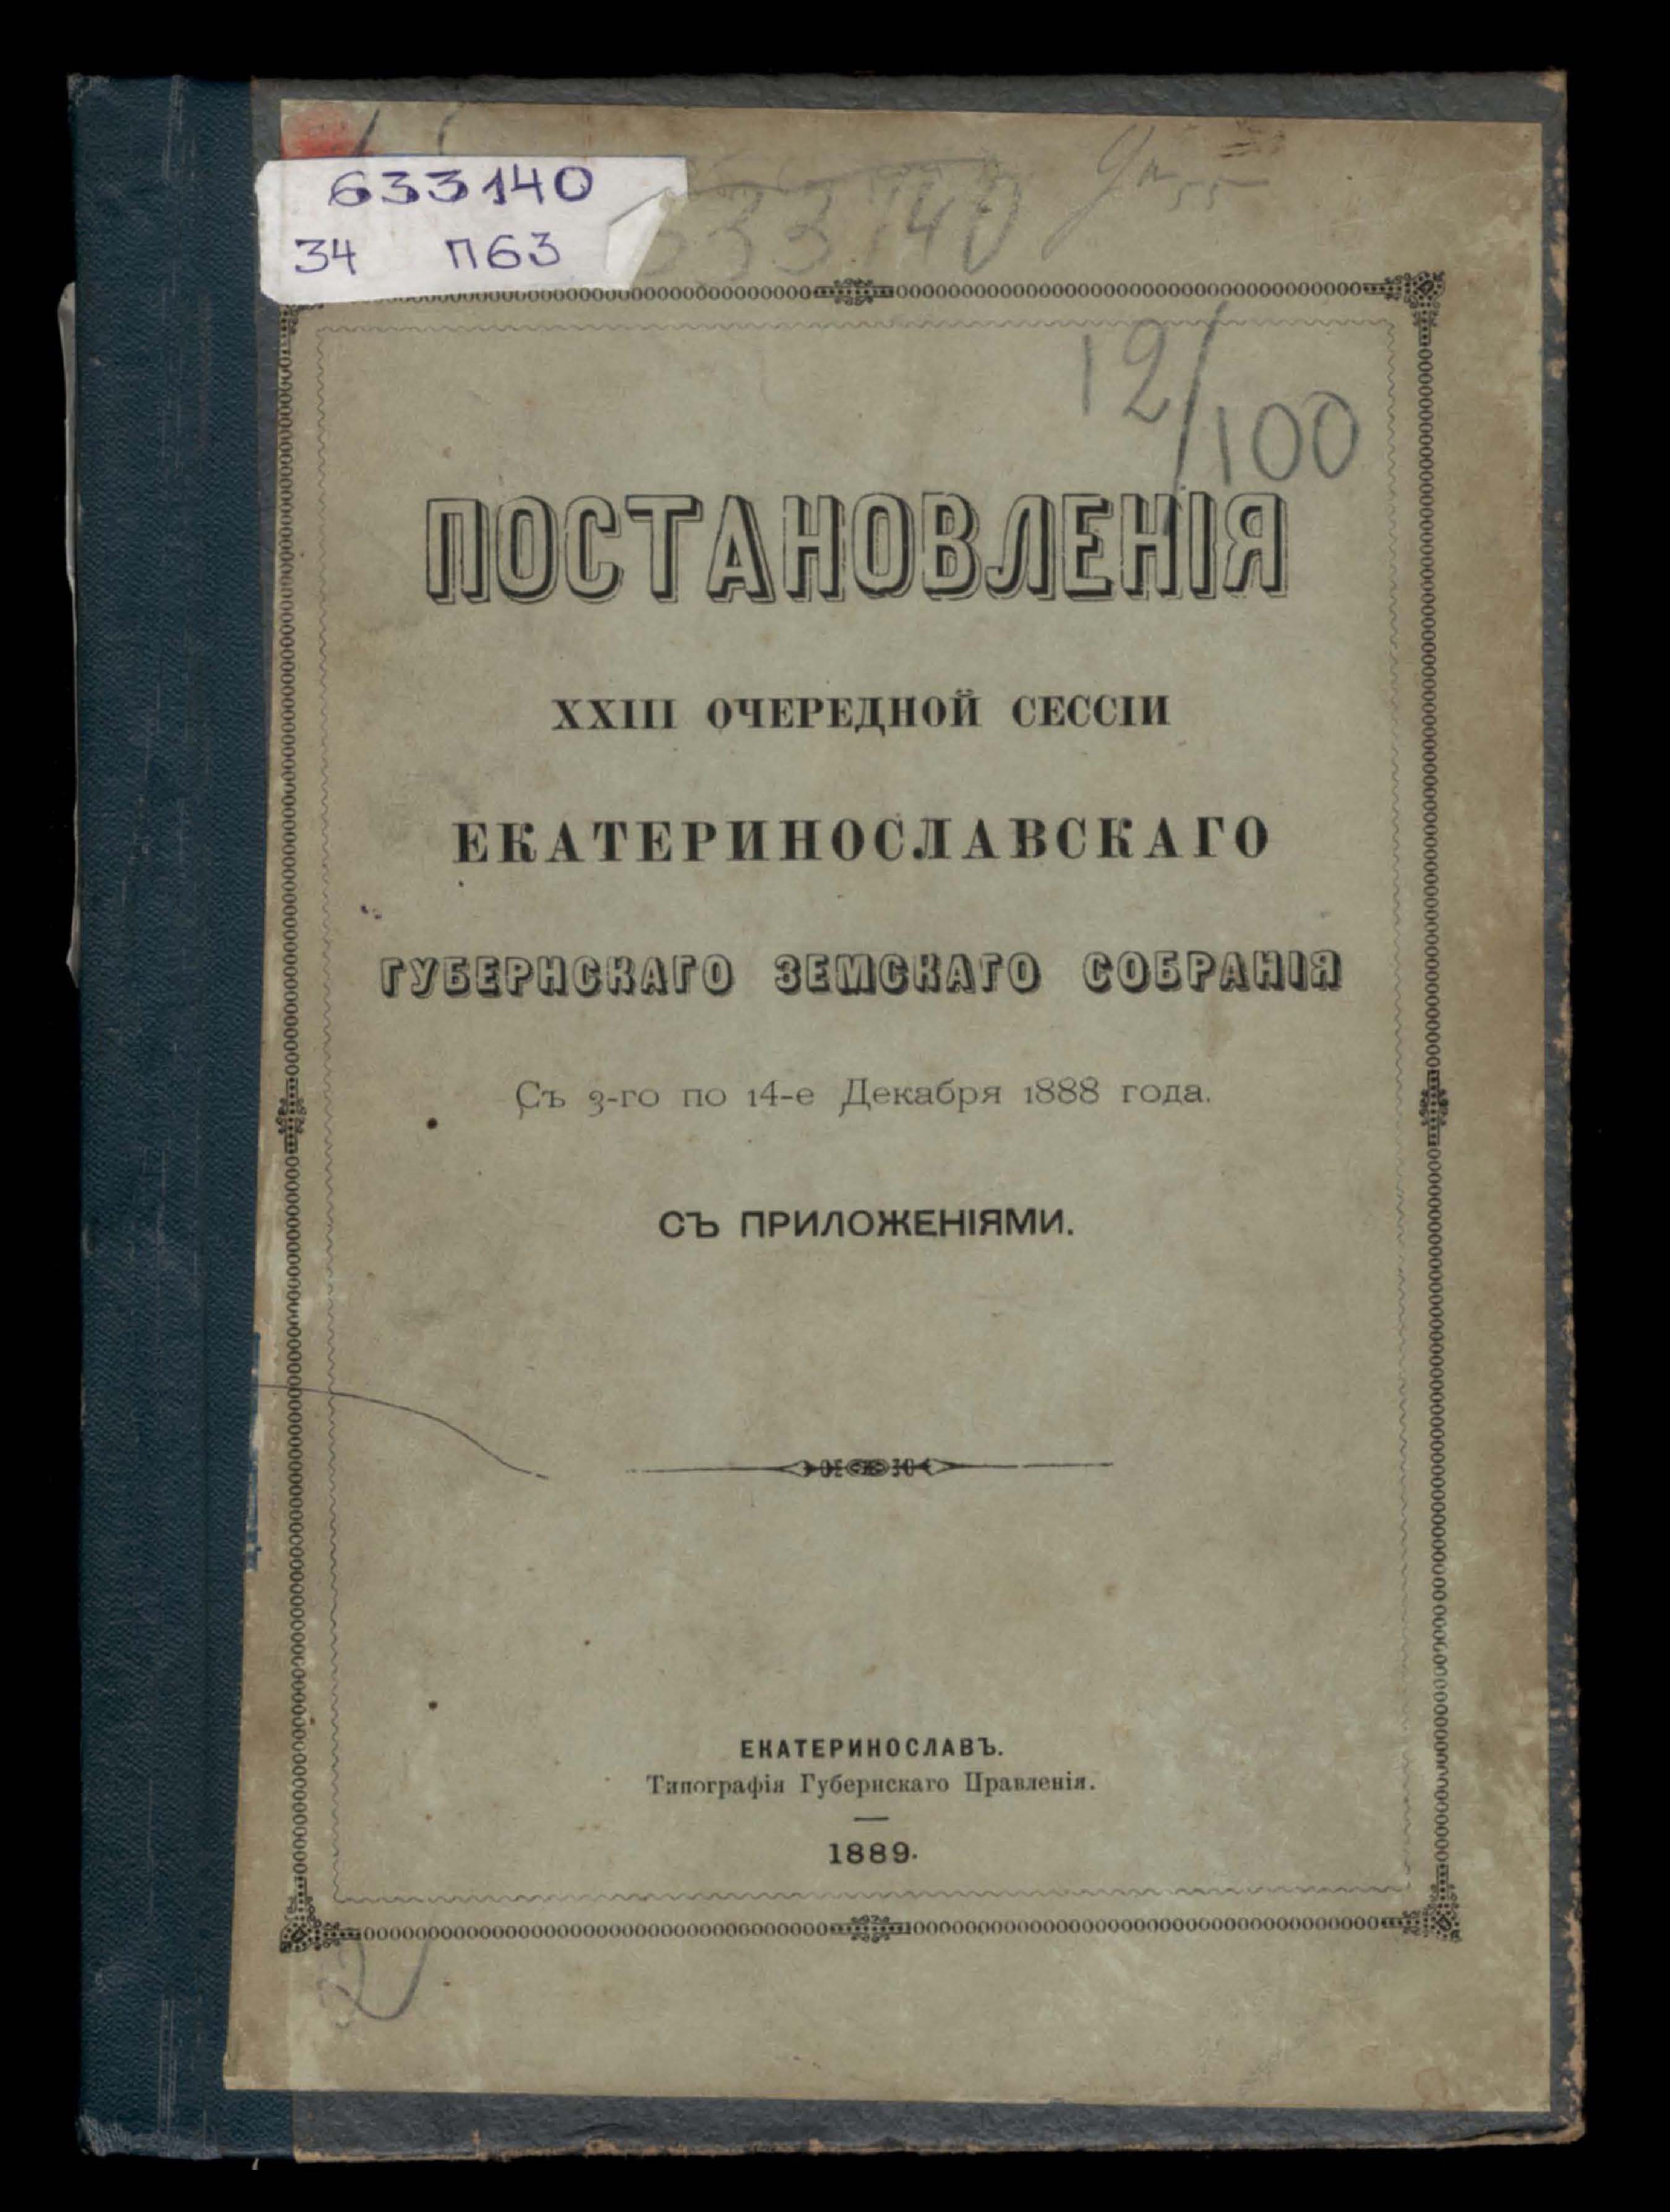 633140
34 П63
633140
12/100
ПОСТАНОВЛЕНІЯ
XXIII ОЧЕРЕДНОЙ СЕССІИ
ЕКАТЕРИНОСЛАВСКАГО
ГУБЕРНСКАГО ЗЕМСКАГО СОБРАНІЯ
Съ 3-го по 14-е Декабря 1888 года.
СЪ ПРИЛОЖЕНІЯМИ.
ЕКАТЕРИНОСЛАВЪ.
Типографія Губернскаго Правленія.
1889.